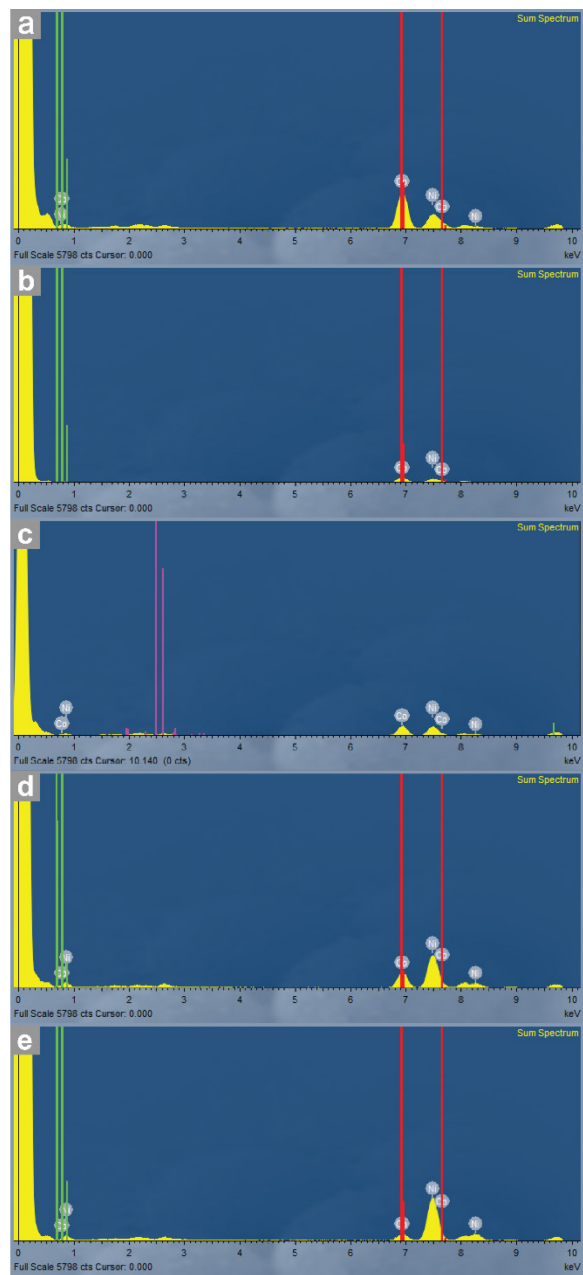 a
Sum Spectrum
Co Ni Co Ni
0 1 2 3 4 5 6 7 8 9 10
Full Scale 5798 cts Cursor: 0.000 keV
b
Sum Spectrum
Co Ni Co
0 1 2 3 4 5 6 7 8 9 10
Full Scale 5798 cts Cursor: 0.000 keV
c
Sum Spectrum
Ni Ni
Co Co Co Ni
0 1 2 3 4 5 6 7 8 9 10
Full Scale 5798 cts Cursor: 10.140 (0 cts) keV
d
Sum Spectrum
Ni Ni
Co Co Co Ni
0 1 2 3 4 5 6 7 8 9 10
Full Scale 5798 cts Cursor: 0.000 keV
e
Sum Spectrum
Ni
Ni Co
Co Co Ni
0 1 2 3 4 5 6 7 8 9 10
Full Scale 5798 cts Cursor: 0.000 keV